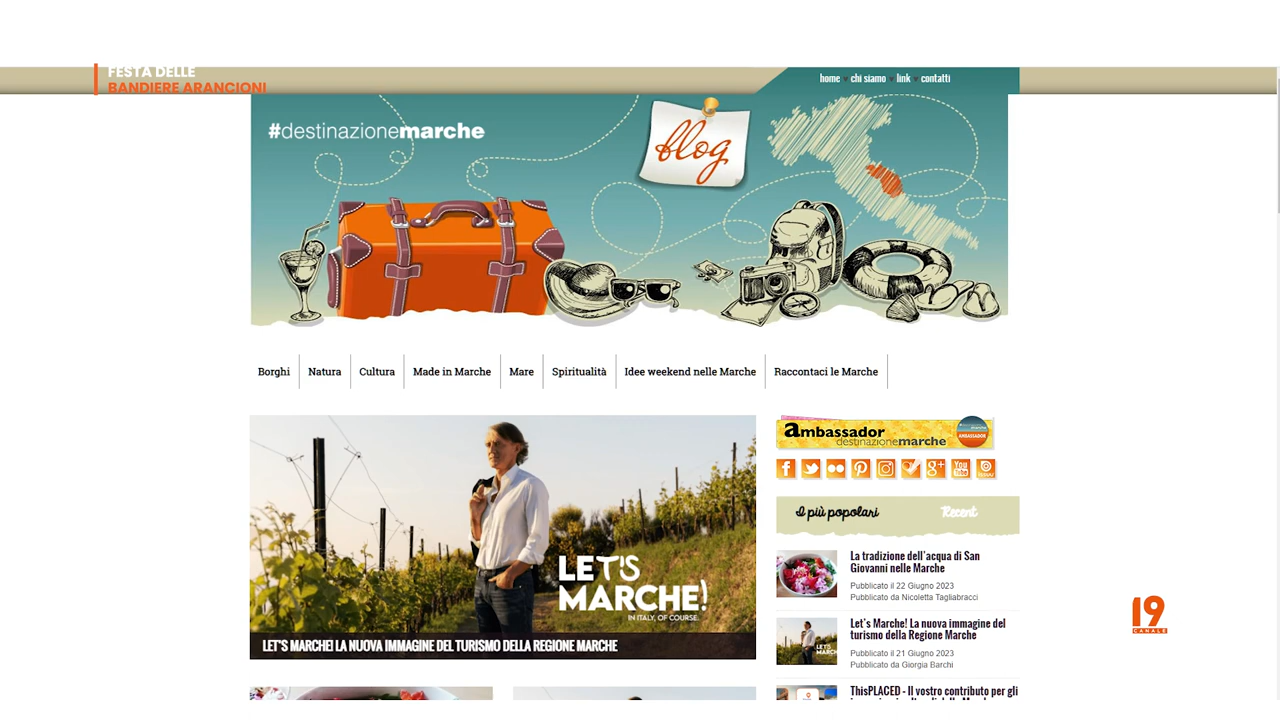 FESTA DELLE
BANDIERE ARANCIONI
home chi siamo link contatti
#destinazionemarche
blog
Borghi Natura Cultura Made in Marche Mare Spiritualità Idee weekend nelle Marche Raccontaci le Marche
LET'S
MARCHE!
IN ITALY, OF COURSE.
LET'S MARCHE! LA NUOVA IMMAGINE DEL TURISMO DELLA REGIONE MARCHE
ambassador
destinazionemarche
AMBASSADOR
You
Tube
I più popolari Recent
La tradizione dell'acqua di San
Giovanni nelle Marche
Pubblicato il 22 Giugno 2023
Pubblicato da Nicoletta Tagliabracci
Let's Marche! La nuova immagine del
turismo della Regione Marche
Pubblicato il 21 Giugno 2023
Pubblicato da Giorgia Barchi
ThisPLACED - Il vostro contributo per gli
19
CANALE